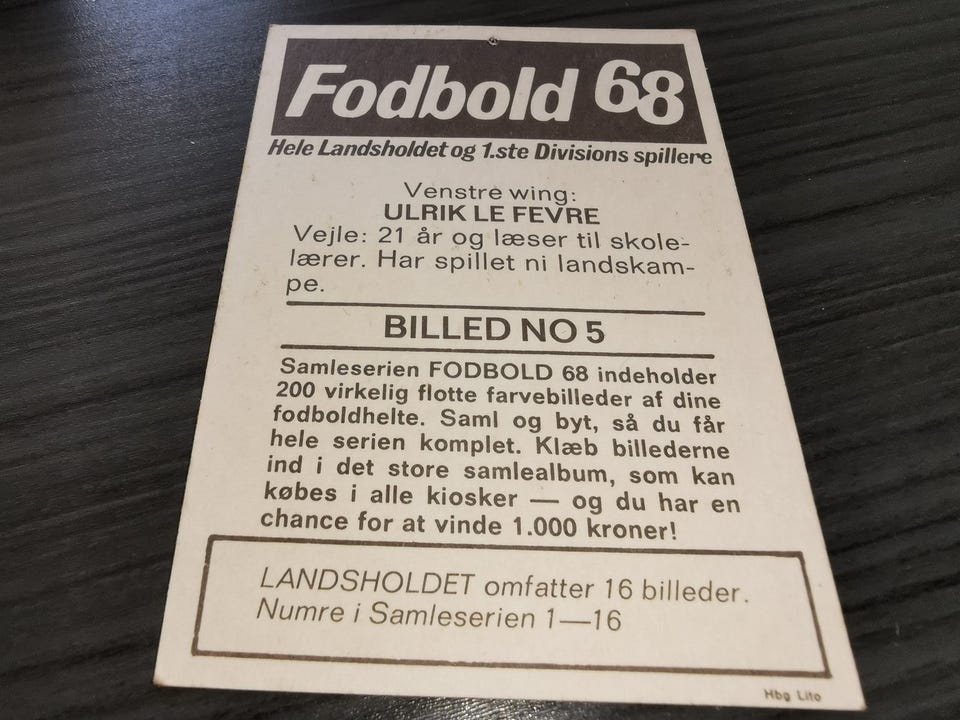 Fodbold 68
Hele Landsholdet og 1.ste Divisions spillere
Venstre wing:
ULRIK LE FEVRE
Vejle: 21 år og læser til skole-
lærer. Har spillet ni landskam-
pe.
BILLED NO 5
Samleserien FODBOLD 68 indeholder
200 virkelig flotte farvebilleder af dine
fodboldhelte. Saml og byt, så du får
hele serien komplet. Klæb billederne
ind i det store samlealbum, som kan
købes i alle kiosker — og du har en
chance for at vinde 1.000 kroner!
LANDSHOLDET omfatter 16 billeder.
Numre i Samleserien 1—16
Hbg Lito